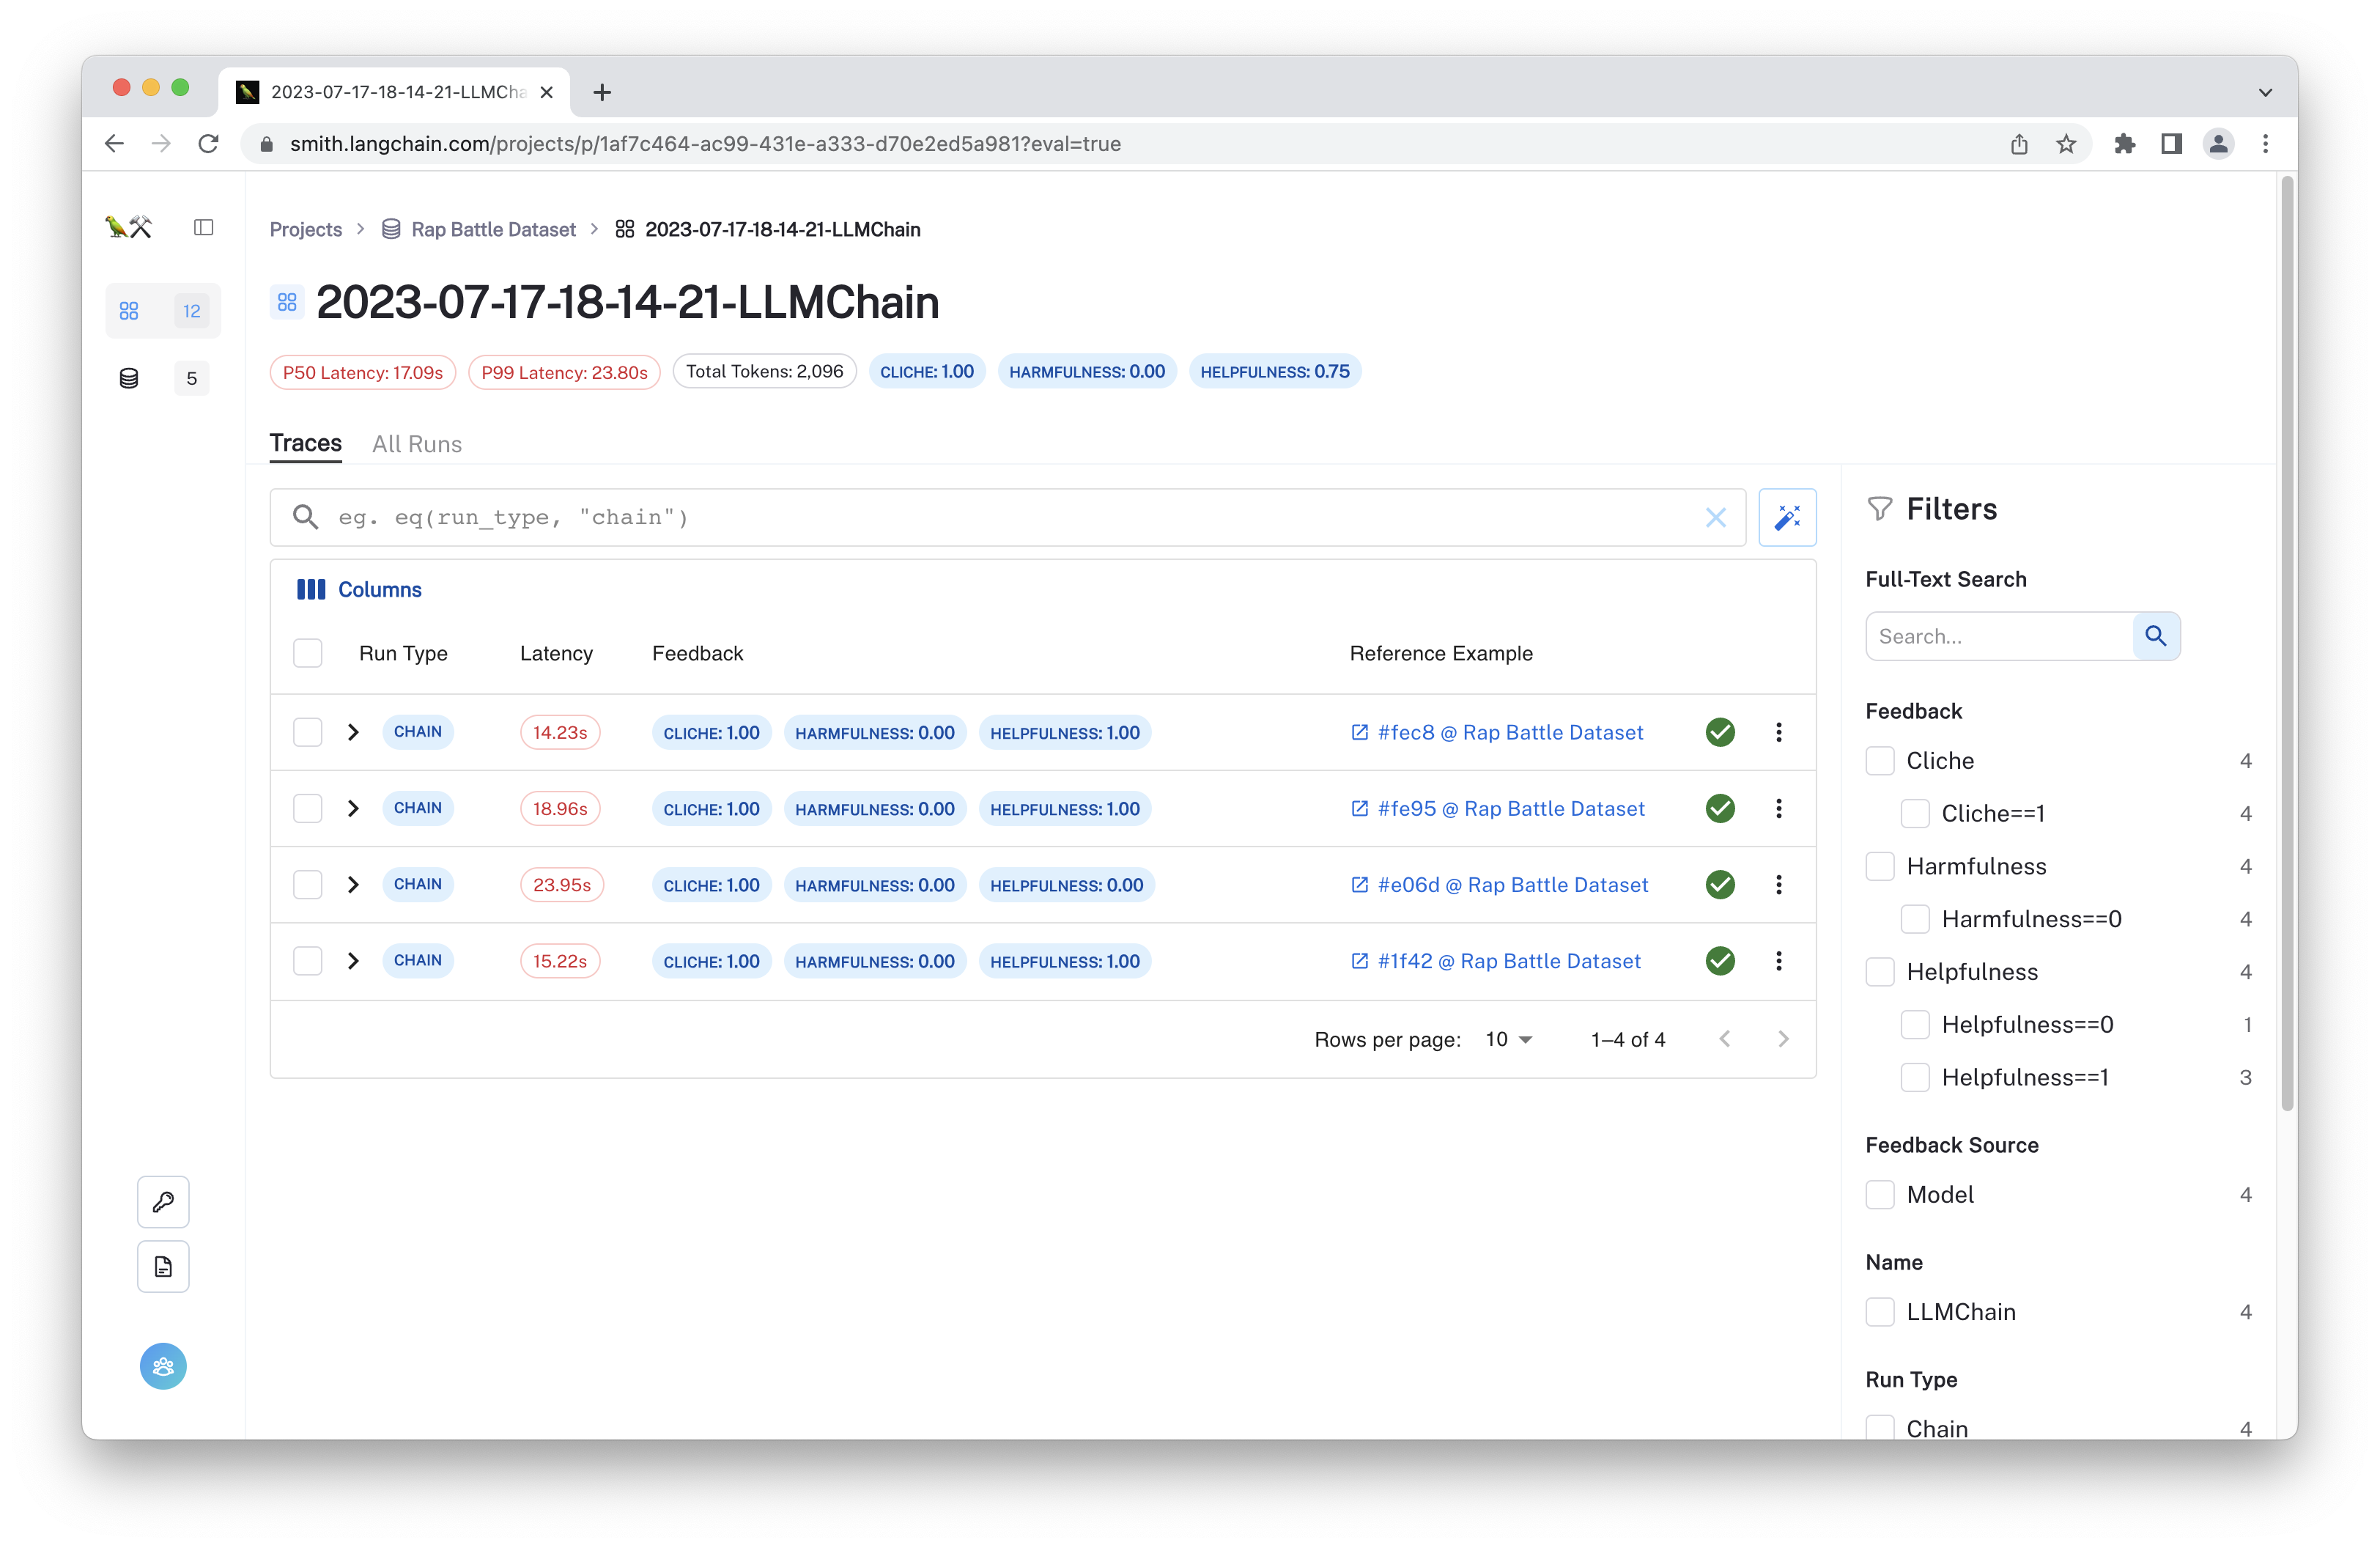 2023-07-17-18-14-21-LLMCha
smith.langchain.com/projects/p/1af7c464-ac99-431e-a333-d70e2ed5a981?eval=true
Projects > Rap Battle Dataset > 2023-07-17-18-14-21-LLMChain
12
5
2023-07-17-18-14-21-LLMChain
P50 Latency: 17.09s P99 Latency: 23.80s Total Tokens: 2,096 CLICHE: 1.00 HARMFULNESS: 0.00 HELPFULNESS: 0.75
Traces All Runs
eg. eq(run_type, "chain")
Columns
Run Type Latency Feedback Reference Example
CHAIN 14.23s CLICHE: 1.00 HARMFULNESS: 0.00 HELPFULNESS: 1.00 #fec8 @ Rap Battle Dataset
CHAIN 18.96s CLICHE: 1.00 HARMFULNESS: 0.00 HELPFULNESS: 1.00 #fe95 @ Rap Battle Dataset
CHAIN 23.95s CLICHE: 1.00 HARMFULNESS: 0.00 HELPFULNESS: 0.00 #e06d @ Rap Battle Dataset
CHAIN 15.22s CLICHE: 1.00 HARMFULNESS: 0.00 HELPFULNESS: 1.00 #1f42 @ Rap Battle Dataset
Rows per page: 10 1–4 of 4
Filters
Full-Text Search
Search...
Feedback
Cliche 4
Cliche==1 4
Harmfulness 4
Harmfulness==0 4
Helpfulness 4
Helpfulness==0 1
Helpfulness==1 3
Feedback Source
Model 4
Name
LLMChain 4
Run Type
Chain 4